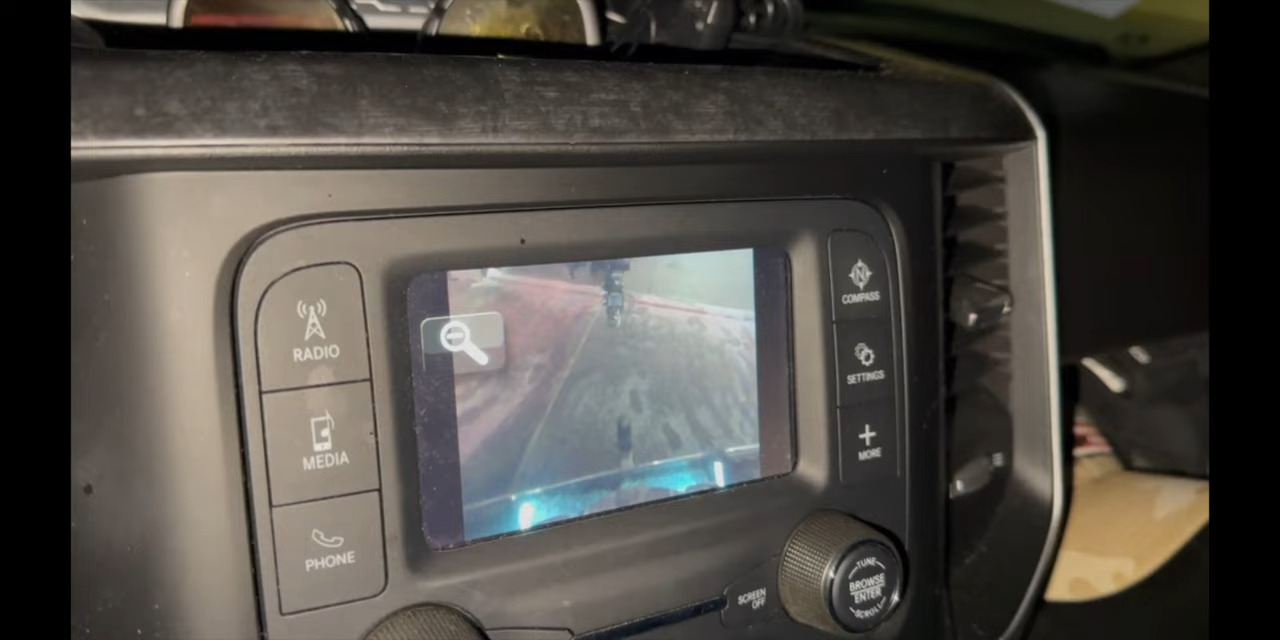 RADIO
MEDIA
PHONE
N
COMPASS
SETTINGS
MORE
SCREEN
OFF
TUNE
BROWSE
ENTER
SCROLL